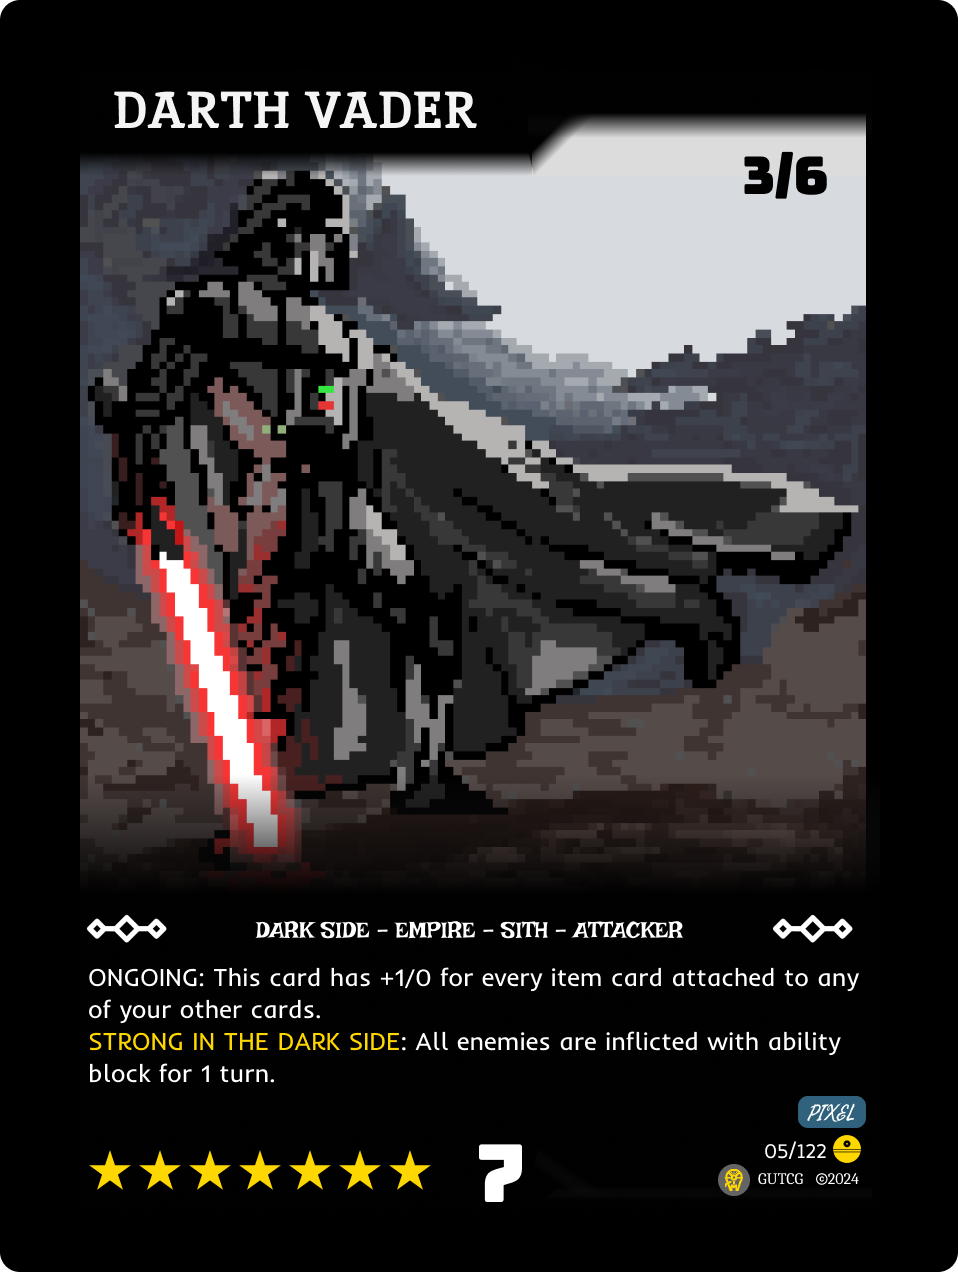 DARTH VADER
3/6
DARK SIDE - EMPIRE - SITH - ATTACKER
ONGOING: This card has +1/0 for every item card attached to any
of your other cards.
STRONG IN THE DARK SIDE: All enemies are inflicted with ability
block for 1 turn.
PIXEL
05/122
7
GUTCG ©2024